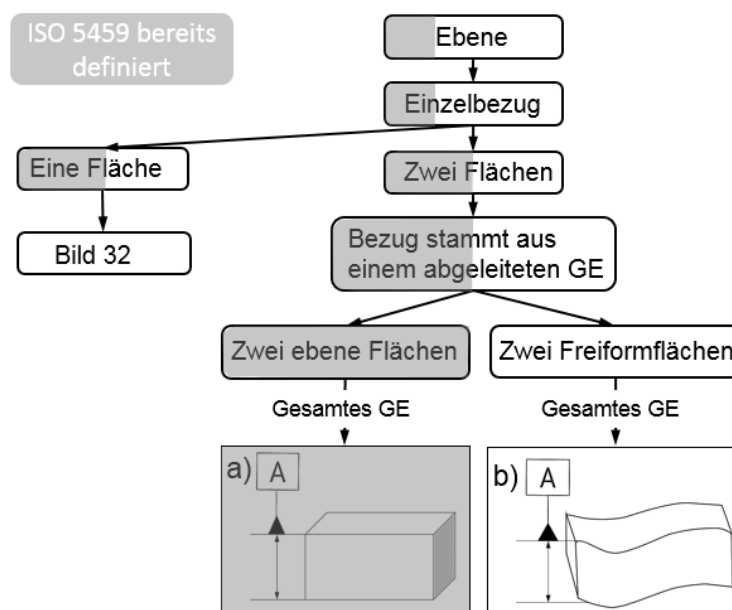 ISO 5459 bereits
definiert
Ebene
Einzelbezug
Eine Fläche
Zwei Flächen
Bild 32
Bezug stammt aus
einem abgeleiteten GE
Zwei ebene Flächen
Zwei Freiformflächen
Gesamtes GE
Gesamtes GE
a)
A
b)
A